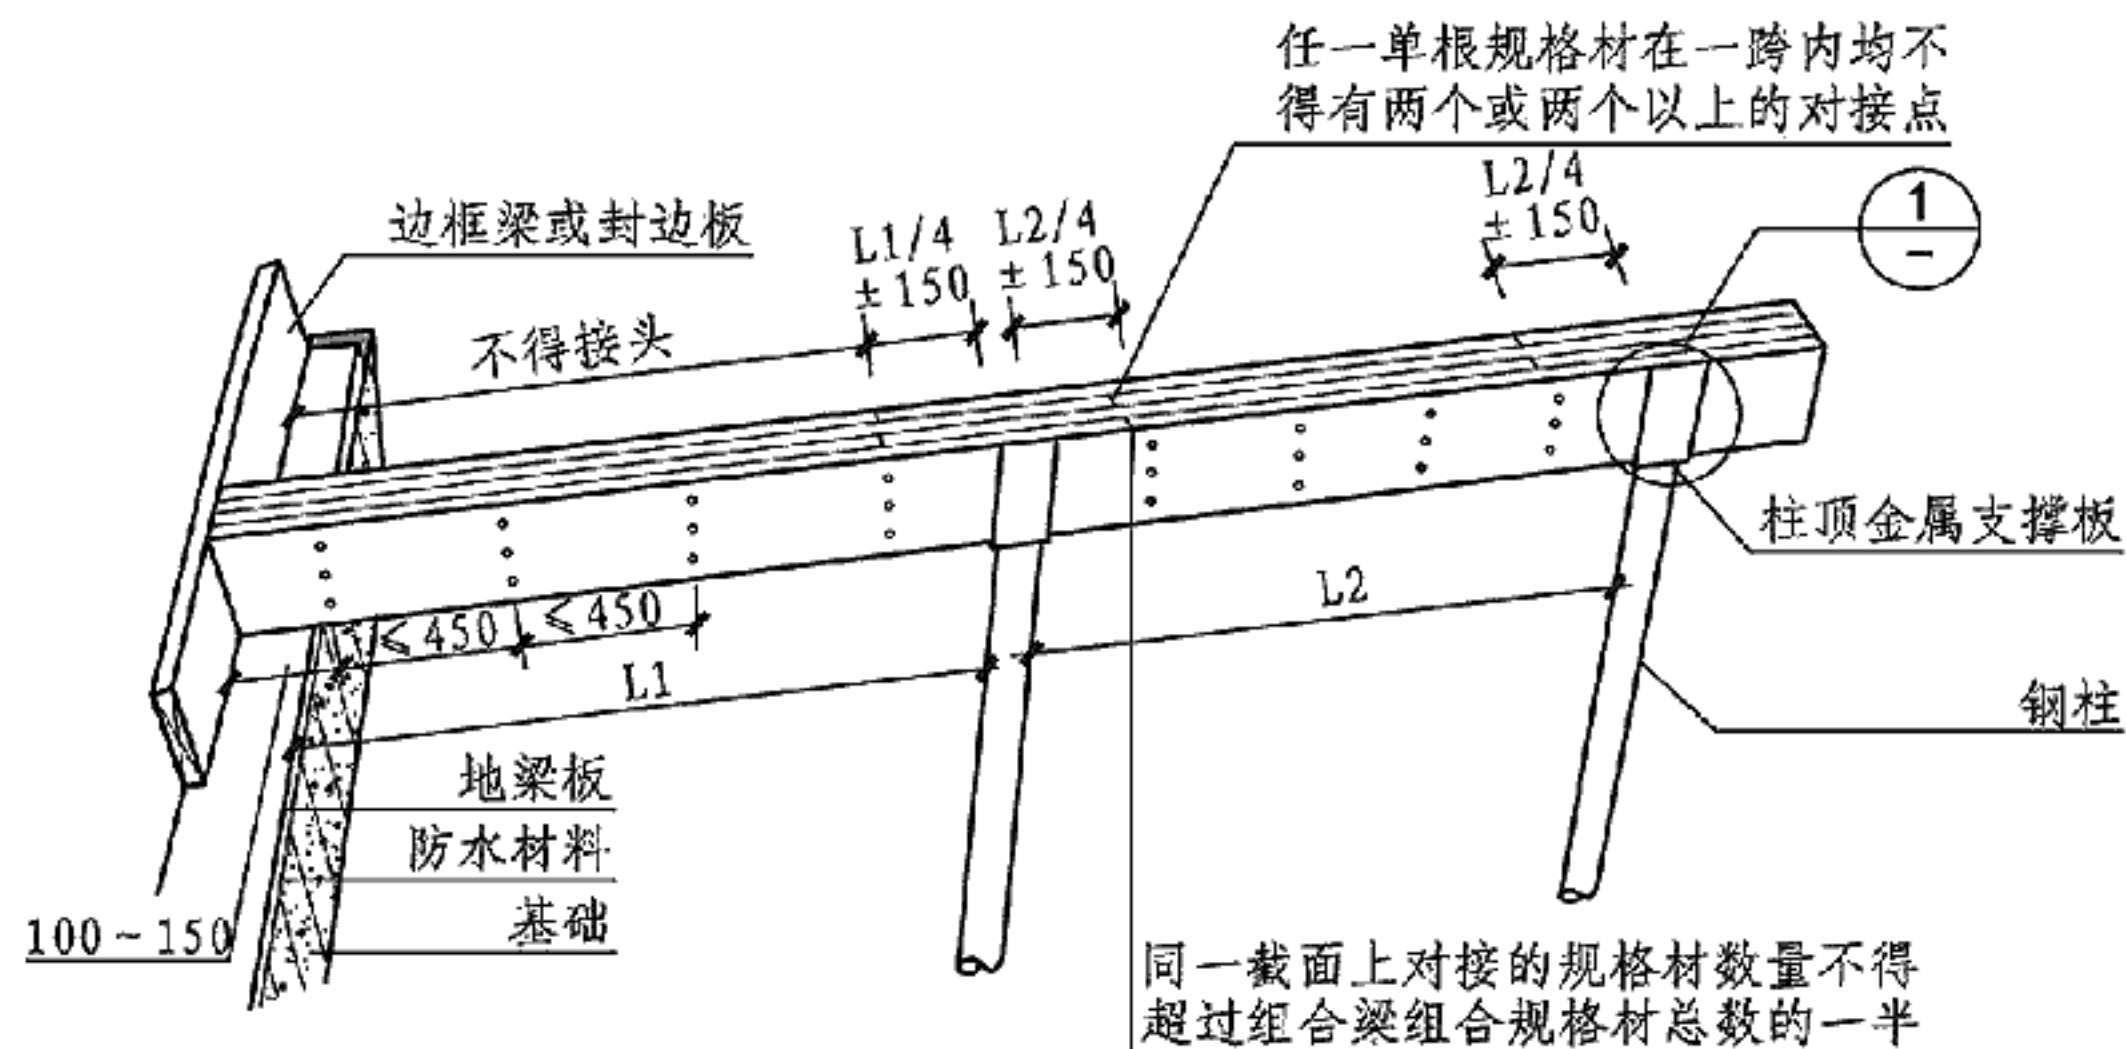 任一单根规格材在一跨内均不
得有两个或两个以上的对接点
L2/4
±150
1
–
边框梁或封边板
L1/4
±150
L2/4
±150
不得接头
柱顶金属支撑板
≤450
≤450
L2
L1
钢柱
地梁板
防水材料
基础
100~150
同一截面上对接的规格材数量不得
超过组合梁组合规格材总数的一半